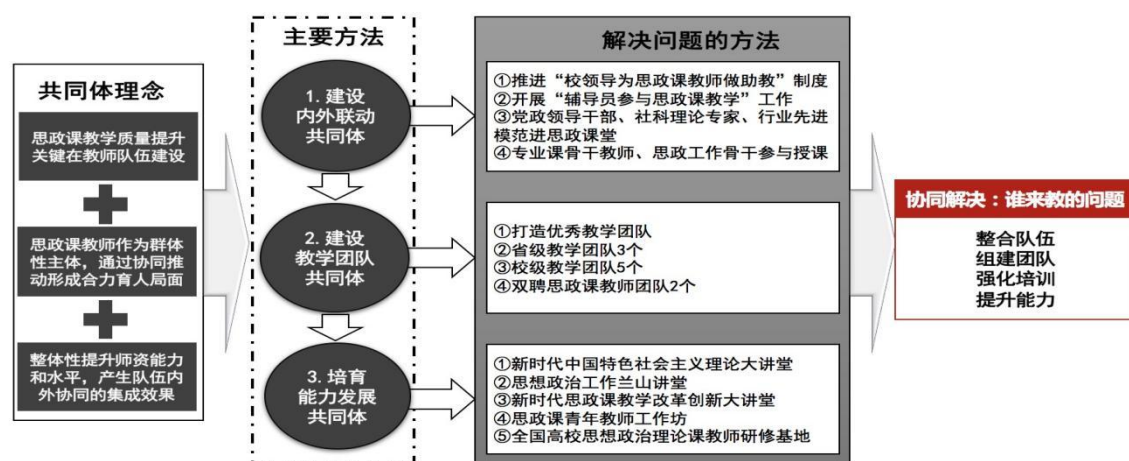 共同体理念
思政课教学质量提升
关键在教师队伍建设
思政课教师作为群体
性主体，通过协同推
动形成合力育人局面
整体性提升师资能力
和水平，产生队伍内
外协同的集成效果
主要方法
1. 建设
内外联动
共同体
2. 建设
教学团队
共同体
3. 培育
能力发展
共同体
解决问题的方法
①推进“校领导为思政课教师做助教”制度
②开展“辅导员参与思政课教学”工作
③党政领导干部、社科理论专家、行业先进
模范进思政课堂
④专业课骨干教师、思政工作骨干参与授课
①打造优秀教学团队
②省级教学团队3个
③校级教学团队5个
④双聘思政课教师团队2个
①新时代中国特色社会主义理论大讲堂
②思想政治工作兰山讲堂
③新时代思政课教学改革创新大讲堂
④思政课青年教师工作坊
⑤全国高校思想政治理论课教师研修基地
协同解决：谁来教的问题
整合队伍
组建团队
强化培训
提升能力